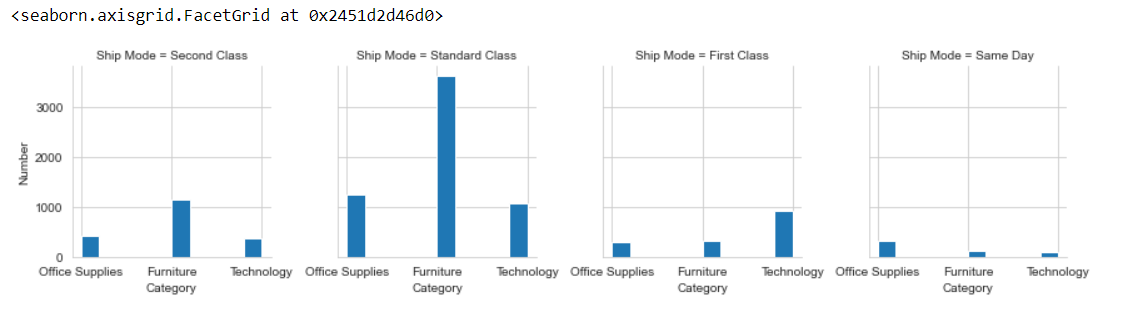 <seaborn.axisgrid.FacetGrid at 0x2451d2d46d0>
Ship Mode = Second Class
Ship Mode = Standard Class
Ship Mode = First Class
Ship Mode = Same Day
Number
3000
2000
1000
0
Office Supplies Furniture Technology
Category
Office Supplies Furniture Technology
Category
Office Supplies Furniture Technology
Category
Office Supplies Furniture Technology
Category